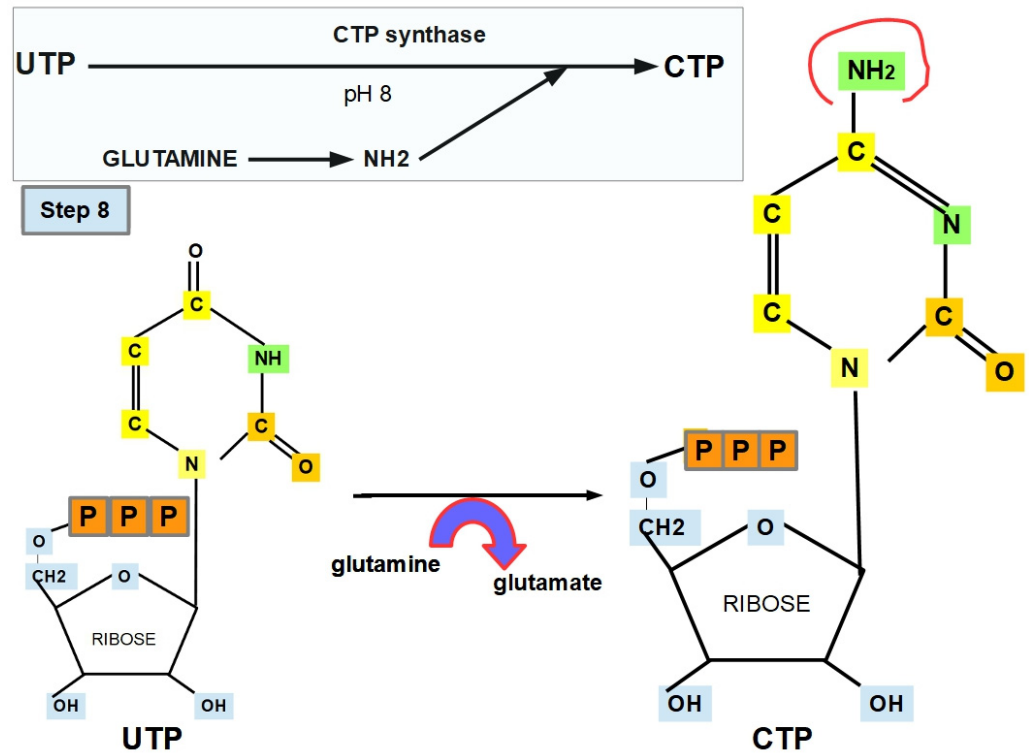 CTP synthase
UTP
CTP
pH 8
GLUTAMINE
NH2
Step 8
O
C
C
NH
C
C
N
O
P P P
O
CH2
O
RIBOSE
OH
OH
UTP
glutamine
glutamate
NH2
C
C
N
C
C
N
O
P P P
O
CH2
O
RIBOSE
OH
OH
CTP